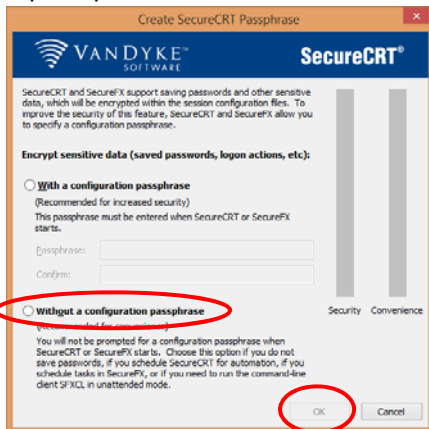 Create SecureCRT Passphrase
VANDYKE™
SOFTWARE
SecureCRT®
SecureCRT and SecureFX support saving passwords and other sensitive
data, which will be encrypted within the session configuration files. To
improve the security of this feature, SecureCRT and SecureFX allow you
to specify a configuration passphrase.
Encrypt sensitive data (saved passwords, logon actions, etc):
With a configuration passphrase
(Recommended for increased security)
This passphrase must be entered when SecureCRT or SecureFX
starts.
Passphrase:
Confirm:
Without a configuration passphrase
(Recommended for convenience)
You will not be prompted for a configuration passphrase when
SecureCRT or SecureFX starts. Choose this option if you do not
save passwords, if you schedule SecureCRT for automation, if you
schedule tasks in SecureFX, or if you need to run the command-line
client SFXCL in unattended mode.
Security Convenience
OK Cancel